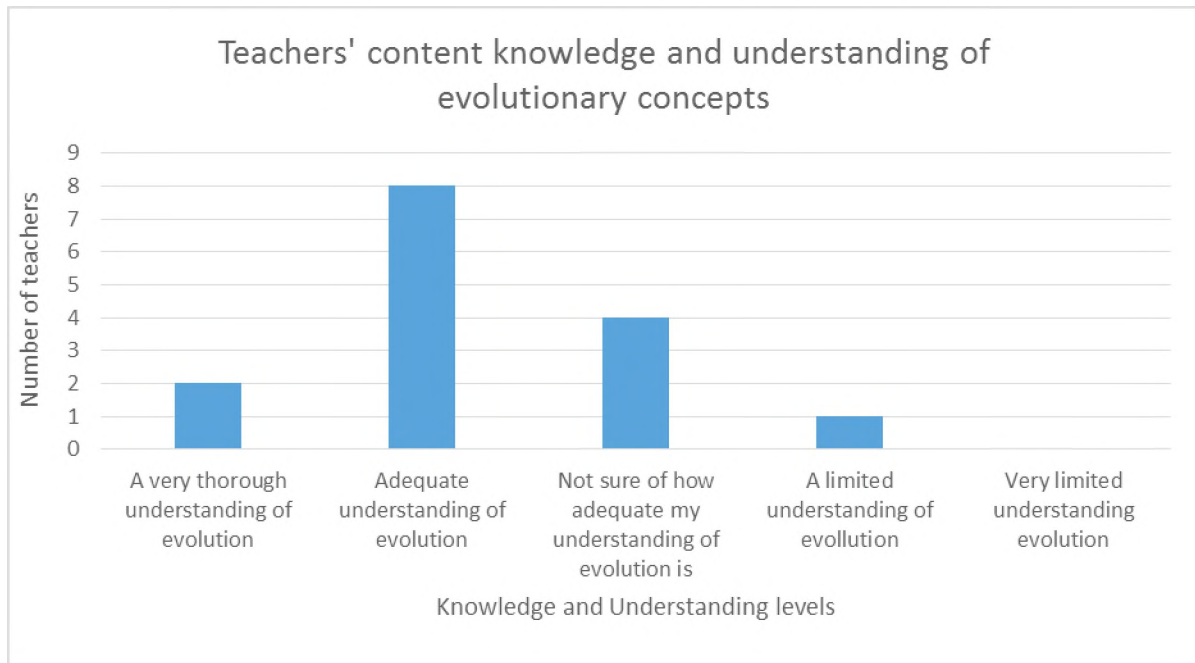 Teachers' content knowledge and understanding of
evolutionary concepts
Number of teachers
9
8
7
6
5
4
3
2
1
0
A very thorough
understanding of
evolution
Adequate
understanding of
evolution
Not sure of how
adequate my
understanding of
evolution is
A limited
understanding of
evollution
Very limited
understanding
evolution
Knowledge and Understanding levels